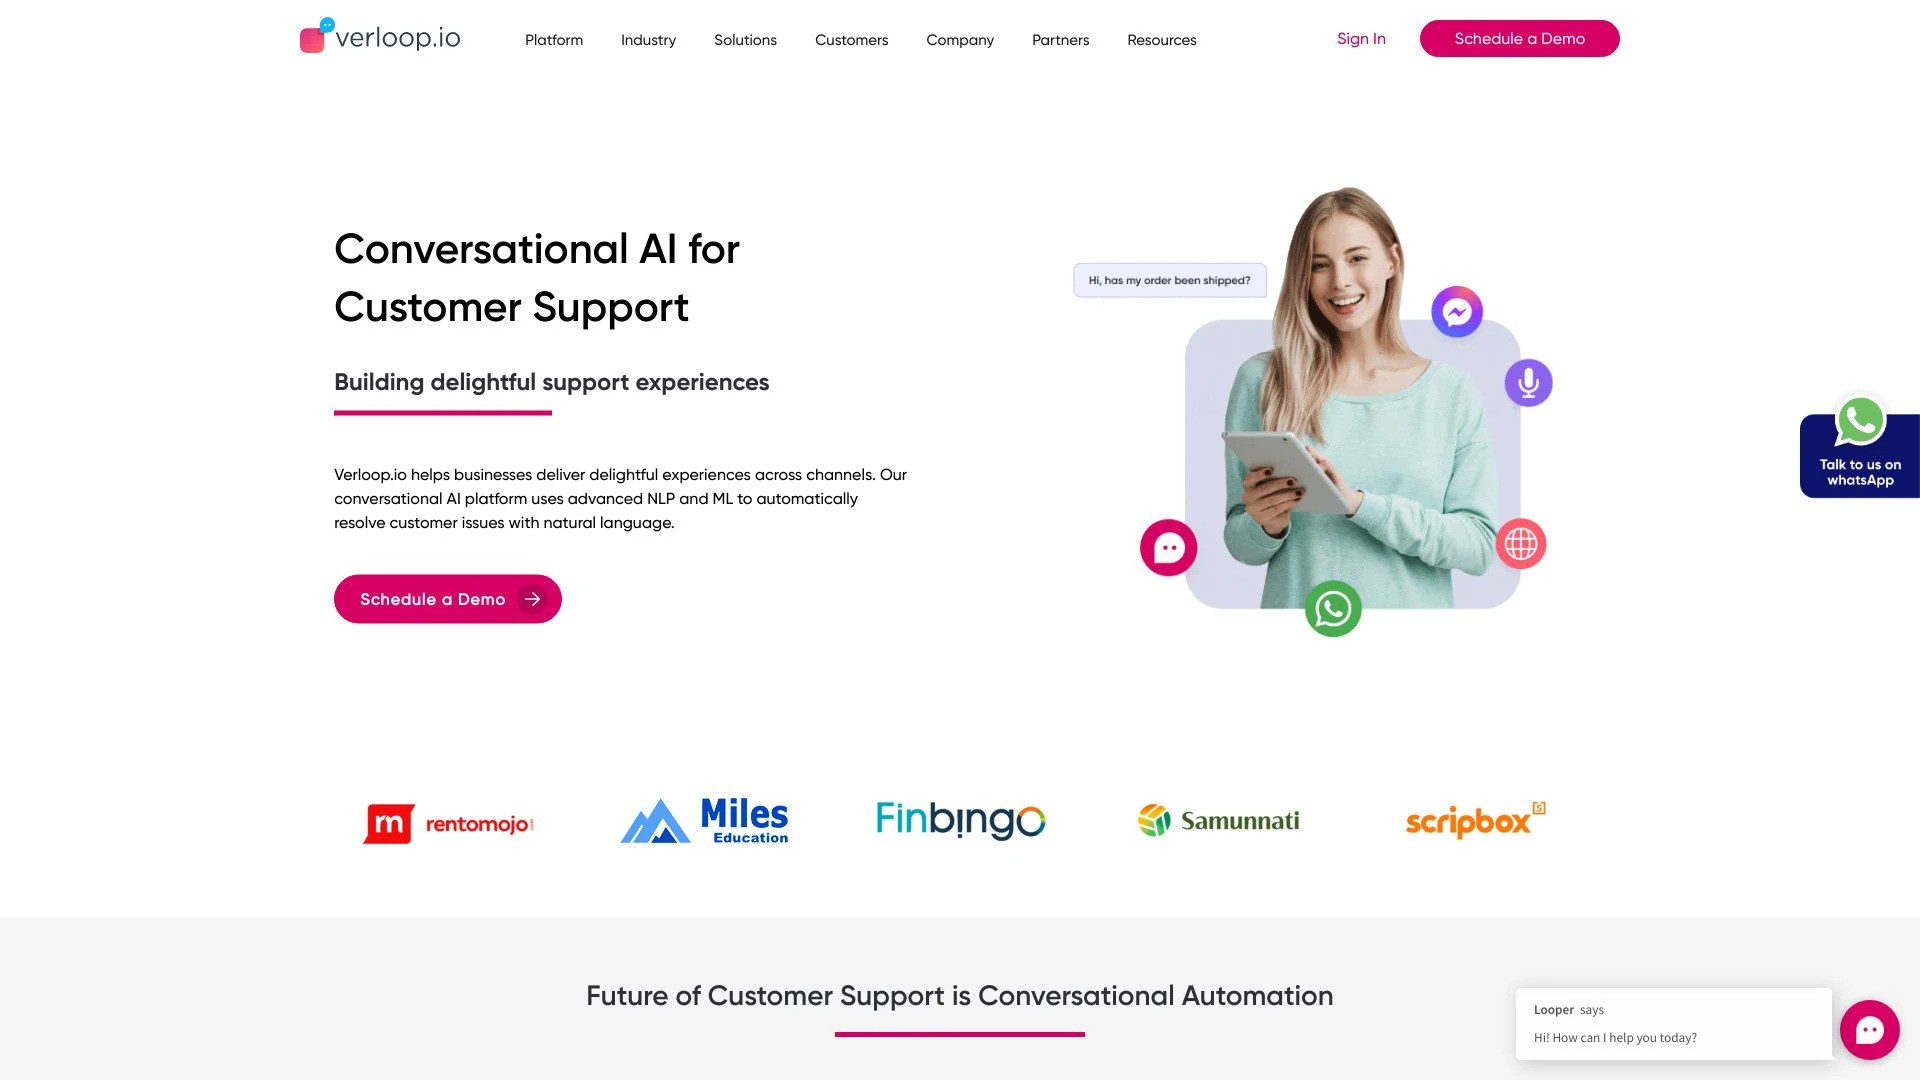 verloop.io
Platform
Industry
Solutions
Customers
Company
Partners
Resources
Sign In
Schedule a Demo
Conversational AI for
Customer Support
Building delightful support experiences
Verloop.io helps businesses deliver delightful experiences across channels. Our
conversational AI platform uses advanced NLP and ML to automatically
resolve customer issues with natural language.
Schedule a Demo
Hi, has my order been shipped?
Talk to us on
whatsApp
m rentomojo
Miles
Education
Finbingo
Samunnati
scripbox [s]
Future of Customer Support is Conversational Automation
Looper says
Hi! How can I help you today?